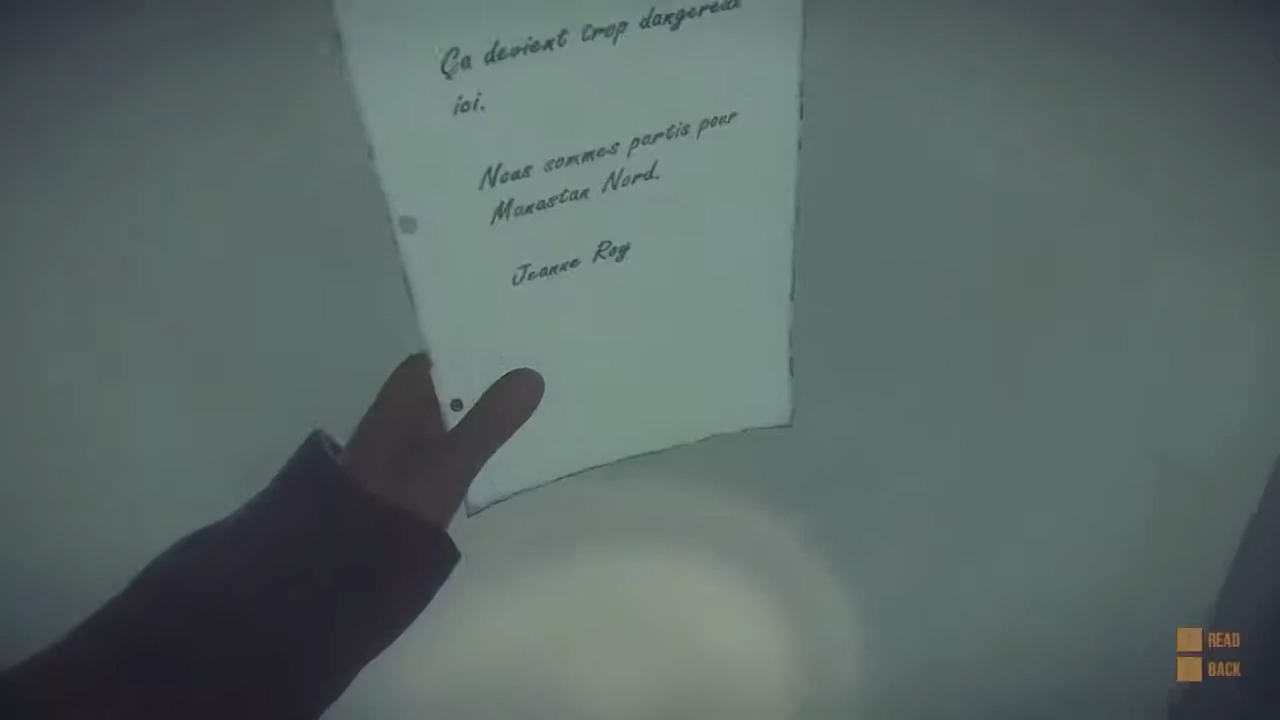 Ça devient trop dangereux
ici.
Nous sommes partis pour
Manastan Nord.
Jeanne Roy
READ
BACK